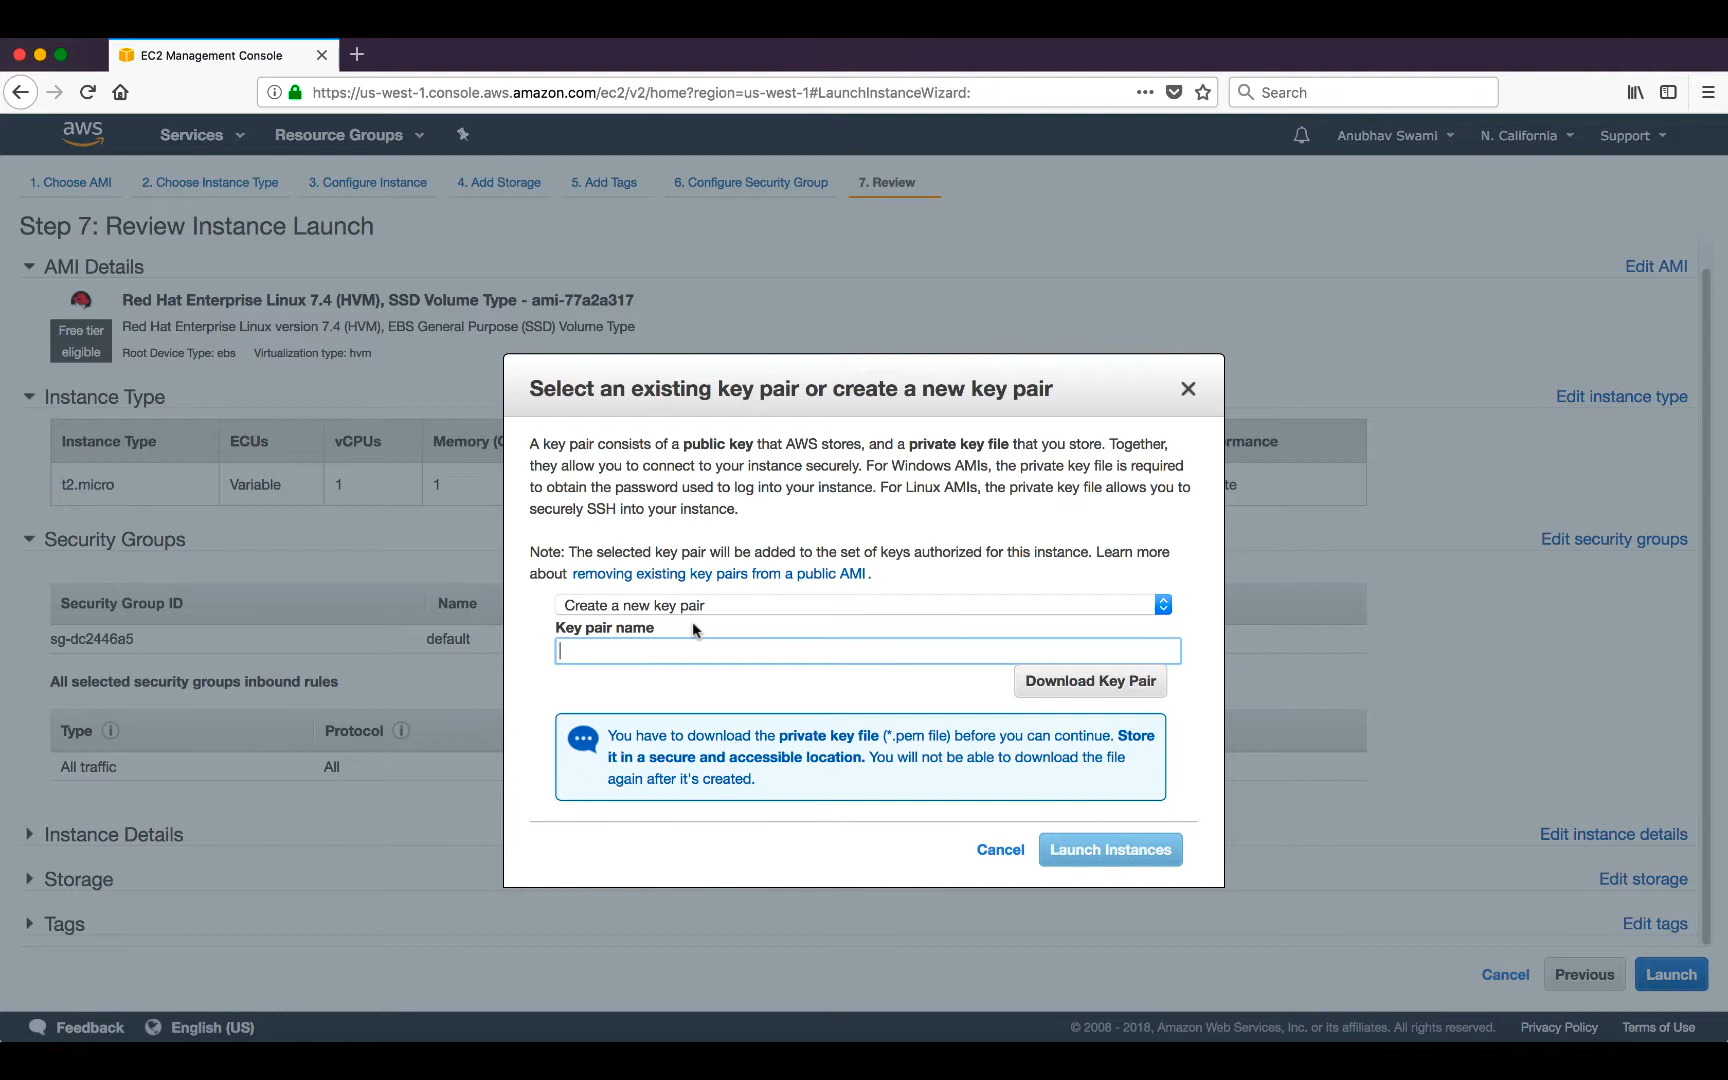 EC2 Management Console
https://us-west-1.console.aws.amazon.com/ec2/v2/home?region=us-west-1#LaunchInstanceWizard:
Search
aws
Services
Resource Groups
Anubhav Swami
N. California
Support
1. Choose AMI
2. Choose Instance Type
3. Configure Instance
4. Add Storage
5. Add Tags
6. Configure Security Group
7. Review
Step 7: Review Instance Launch
AMI Details
Edit AMI
Red Hat Enterprise Linux 7.4 (HVM), SSD Volume Type - ami-77a2a317
Free tier
eligible
Red Hat Enterprise Linux version 7.4 (HVM), EBS General Purpose (SSD) Volume Type
Root Device Type: ebs Virtualization type: hvm
Instance Type
Edit instance type
Instance Type ECUs vCPUs Memory (
rmance
t2.micro Variable 1 1
te
Security Groups
Edit security groups
Security Group ID Name
sg-dc2446a5 default
All selected security groups inbound rules
Type Protocol
All traffic All
Instance Details
Edit instance details
Storage
Edit storage
Tags
Edit tags
Select an existing key pair or create a new key pair
A key pair consists of a public key that AWS stores, and a private key file that you store. Together,
they allow you to connect to your instance securely. For Windows AMIs, the private key file is required
to obtain the password used to log into your instance. For Linux AMIs, the private key file allows you to
securely SSH into your instance.
Note: The selected key pair will be added to the set of keys authorized for this instance. Learn more
about removing existing key pairs from a public AMI.
Create a new key pair
Key pair name
Download Key Pair
You have to download the private key file (*.pem file) before you can continue. Store
it in a secure and accessible location. You will not be able to download the file
again after it's created.
Cancel
Launch Instances
Cancel
Previous
Launch
Feedback
English (US)
© 2008 - 2018, Amazon Web Services, Inc. or its affiliates. All rights reserved.
Privacy Policy
Terms of Use